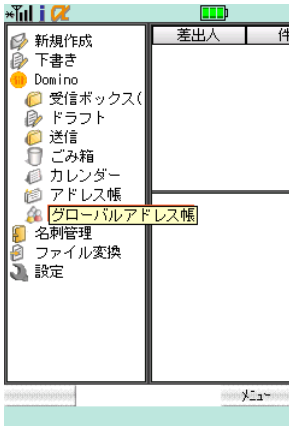 i α
新規作成
下書き
Domino
受信ボックス(
ドラフト
送信
ごみ箱
カレンダー
アドレス帳
グローバルアドレス帳
名刺管理
ファイル変換
設定
差出人 件
ﾒﾆｭｰ